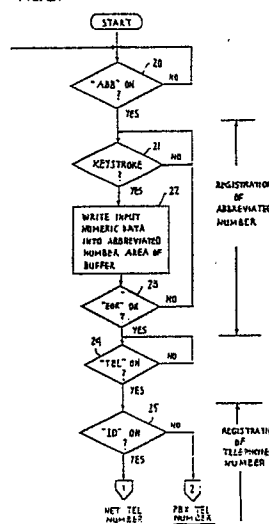 START
20
"ABB" ON
?
NO
YES
21
KEYSTROKE
?
NO
YES
22
WRITE INPUT
NUMERIC DATA
INTO ABBREVIATED
NUMBER AREA OF
BUFFER
23
?
NO
YES
REGISTRATION
OF
ABBREVIATED
NUMBER
24
"TEL" ON
?
NO
YES
25
"ID" ON
?
NO
YES
REGISTRATION
OF
TELEPHONE
NUMBER
1
2
NET TEL
NUMBER
PBX TEL
NUMBER